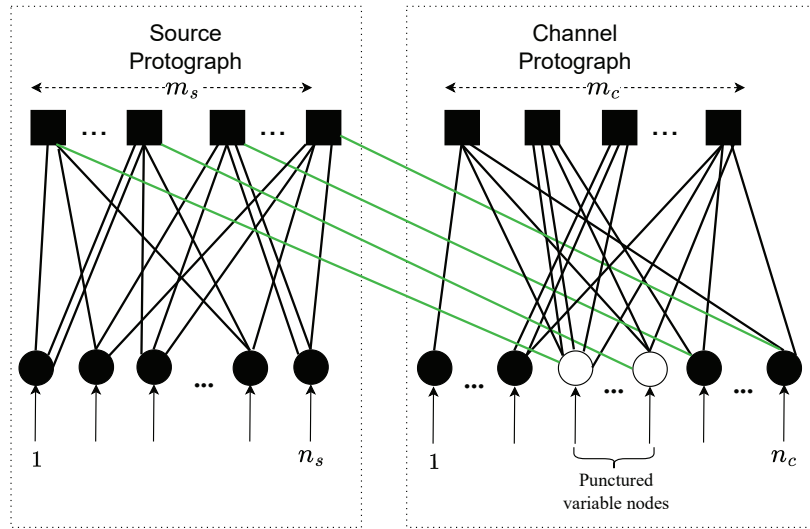 Source
Protograph
m_s
... ...
... 
1
n_s
Channel
Protograph
m_c
...
... ... ...
1
n_c
Punctured
variable nodes